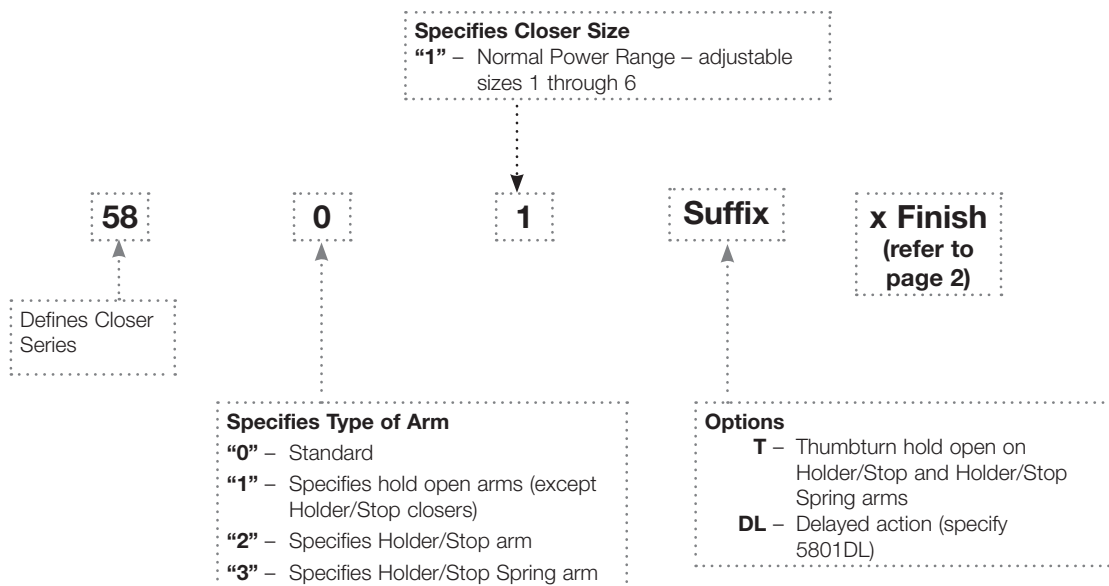 Specifies Closer Size
“1” – Normal Power Range – adjustable
sizes 1 through 6
58
0
1
Suffix
x Finish
(refer to
page 2)
Defines Closer
Series
Specifies Type of Arm
“0” – Standard
“1” – Specifies hold open arms (except
Holder/Stop closers)
“2” – Specifies Holder/Stop arm
“3” – Specifies Holder/Stop Spring arm
Options
T – Thumbturn hold open on
Holder/Stop and Holder/Stop
Spring arms
DL – Delayed action (specify
5801DL)